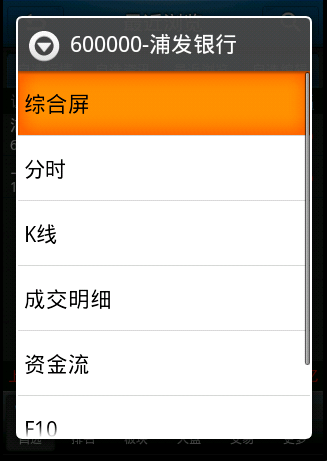 600000-浦发银行
综合屏
分时
K线
成交明细
资金流
F10